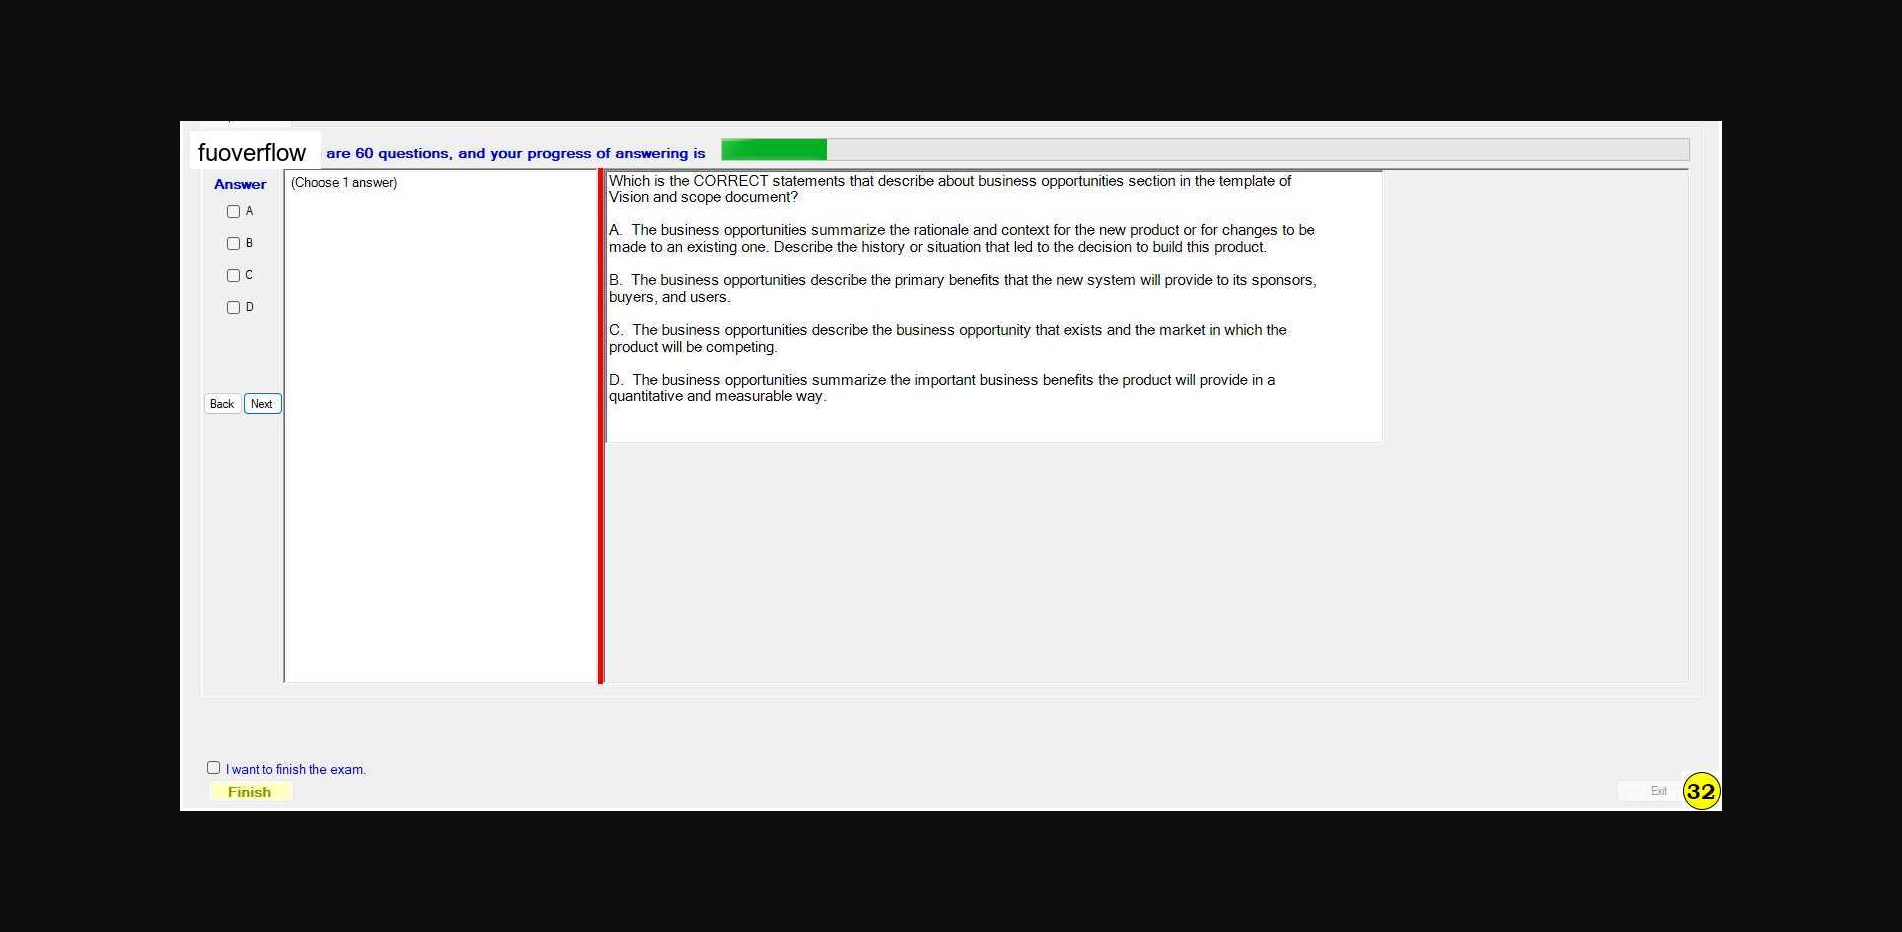 fuoverflow are 60 questions, and your progress of answering is
Answer
(Choose 1 answer)
A
B
C
D
Back Next
Which is the CORRECT statements that describe about business opportunities section in the template of
Vision and scope document?
A. The business opportunities summarize the rationale and context for the new product or for changes to be
made to an existing one. Describe the history or situation that led to the decision to build this product.
B. The business opportunities describe the primary benefits that the new system will provide to its sponsors,
buyers, and users.
C. The business opportunities describe the business opportunity that exists and the market in which the
product will be competing.
D. The business opportunities summarize the important business benefits the product will provide in a
quantitative and measurable way.
I want to finish the exam.
Finish
Exit
32